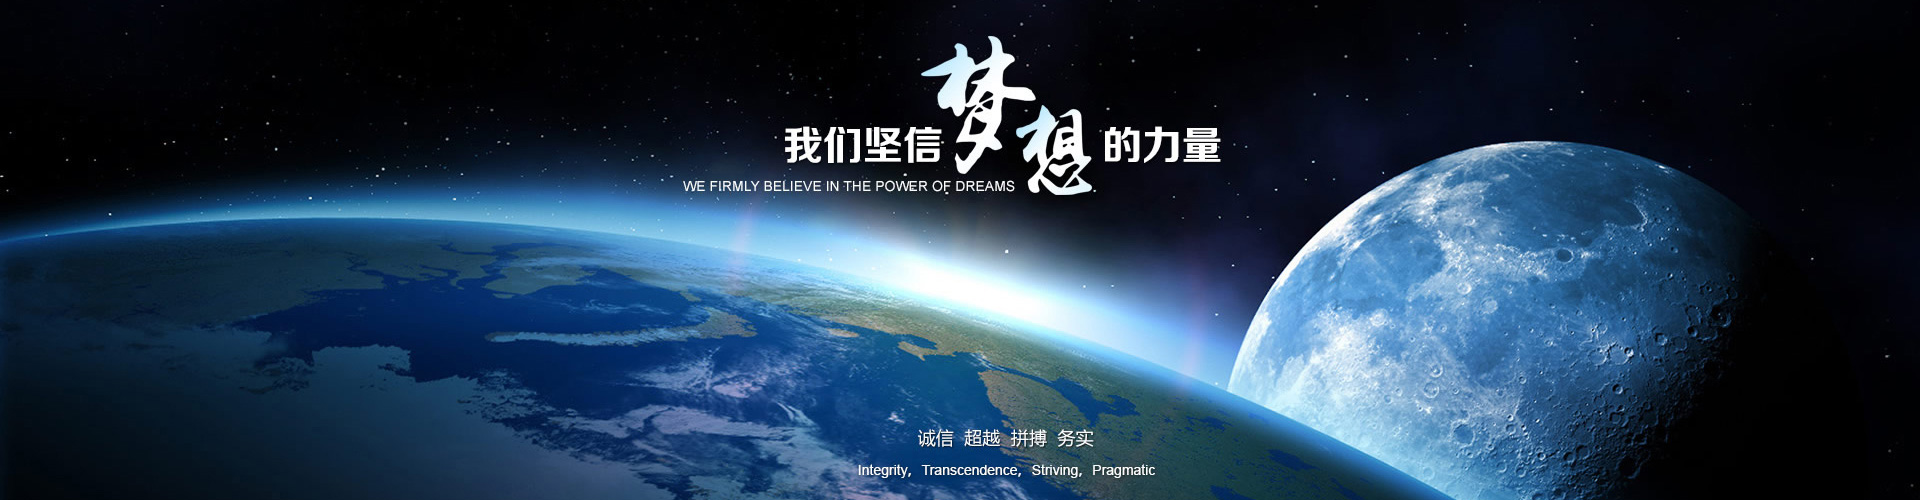 我们坚信梦想的力量
WE FIRMLY BELIEVE IN THE POWER OF DREAMS
诚信 超越 拼搏 务实
Integrity, Transcendence, Striving, Pragmatic